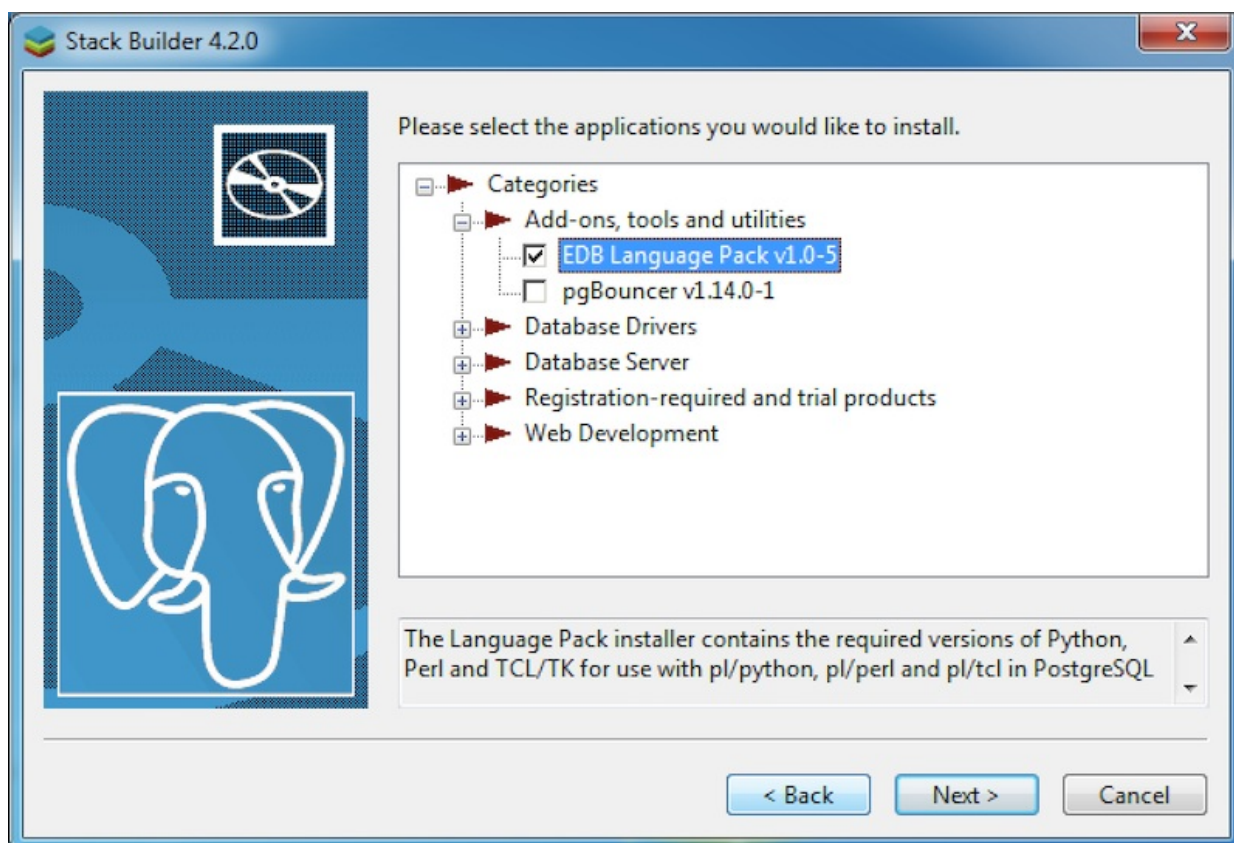 Stack Builder 4.2.0
Please select the applications you would like to install.
Categories
Add-ons, tools and utilities
EDB Language Pack v1.0-5
pgBouncer v1.14.0-1
Database Drivers
Database Server
Registration-required and trial products
Web Development
The Language Pack installer contains the required versions of Python,
Perl and TCL/TK for use with pl/python, pl/perl and pl/tcl in PostgreSQL
< Back Next > Cancel